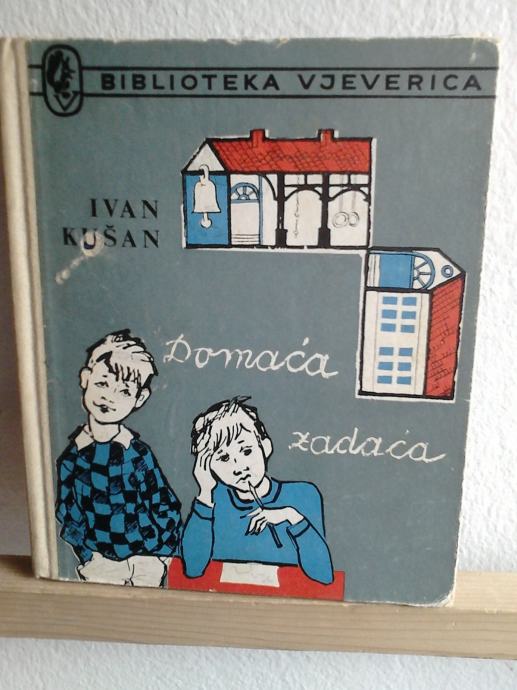 BIBLIOTEKA VJEVERICA
IVAN
KUŠAN
Domaća
zadaća